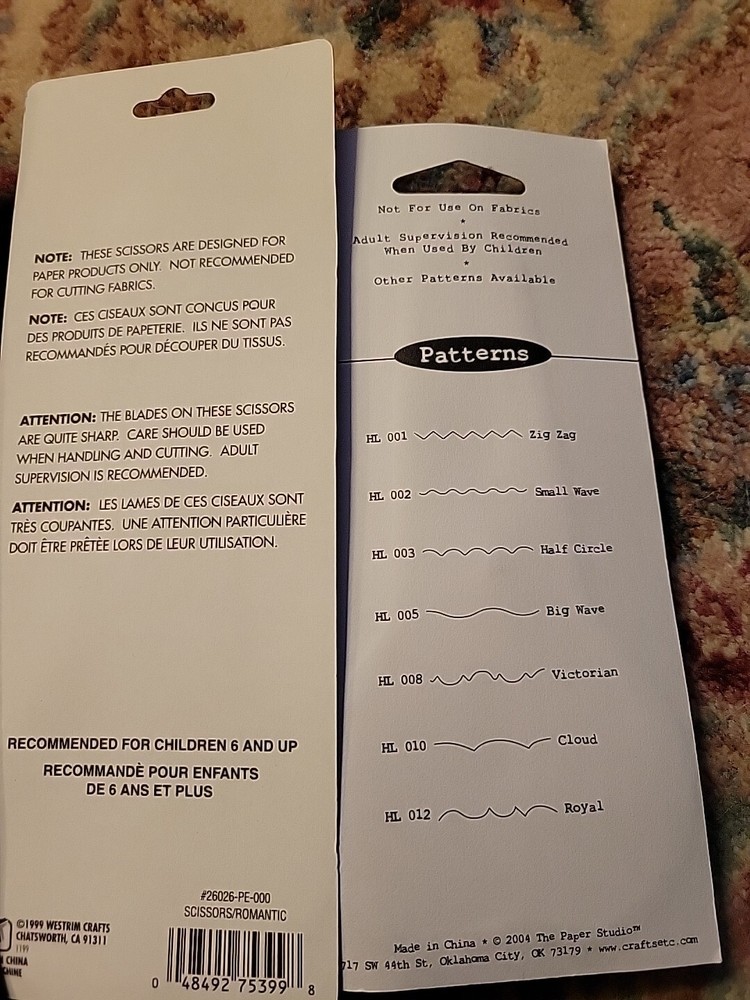 NOTE: THESE SCISSORS ARE DESIGNED FOR
PAPER PRODUCTS ONLY. NOT RECOMMENDED
FOR CUTTING FABRICS.
NOTE: CES CISEAUX SONT CONCUS POUR
DES PRODUITS DE PAPETERIE. ILS NE SONT PAS
RECOMMANDÉS POUR DÉCOUPER DU TISSUS.
ATTENTION: THE BLADES ON THESE SCISSORS
ARE QUITE SHARP. CARE SHOULD BE USED
WHEN HANDLING AND CUTTING. ADULT
SUPERVISION IS RECOMMENDED.
ATTENTION: LES LAMES DE CES CISEAUX SONT
TRÈS COUPANTES. UNE ATTENTION PARTICULIÈRE
DOIT ÊTRE PRÊTÉE LORS DE LEUR UTILISATION.
RECOMMENDED FOR CHILDREN 6 AND UP
RECOMMANDÈ POUR ENFANTS
DE 6 ANS ET PLUS
#26026-PE-000
SCISSORS/ROMANTIC
©1999 WESTRIM CRAFTS
CHATSWORTH, CA 91311
1199
CHINA
CHINE
0 48492 75399 8
Not For Use On Fabrics
*
Adult Supervision Recommended
When Used By Children
*
Other Patterns Available
Patterns
HL 001 Zig Zag
HL 002 Small Wave
HL 003 Half Circle
HL 005 Big Wave
HL 008 Victorian
HL 010 Cloud
HL 012 Royal
Made in China * © 2004 The Paper Studio™
717 SW 44th St, Oklahoma City, OK 73179 * www.craftsetc.com